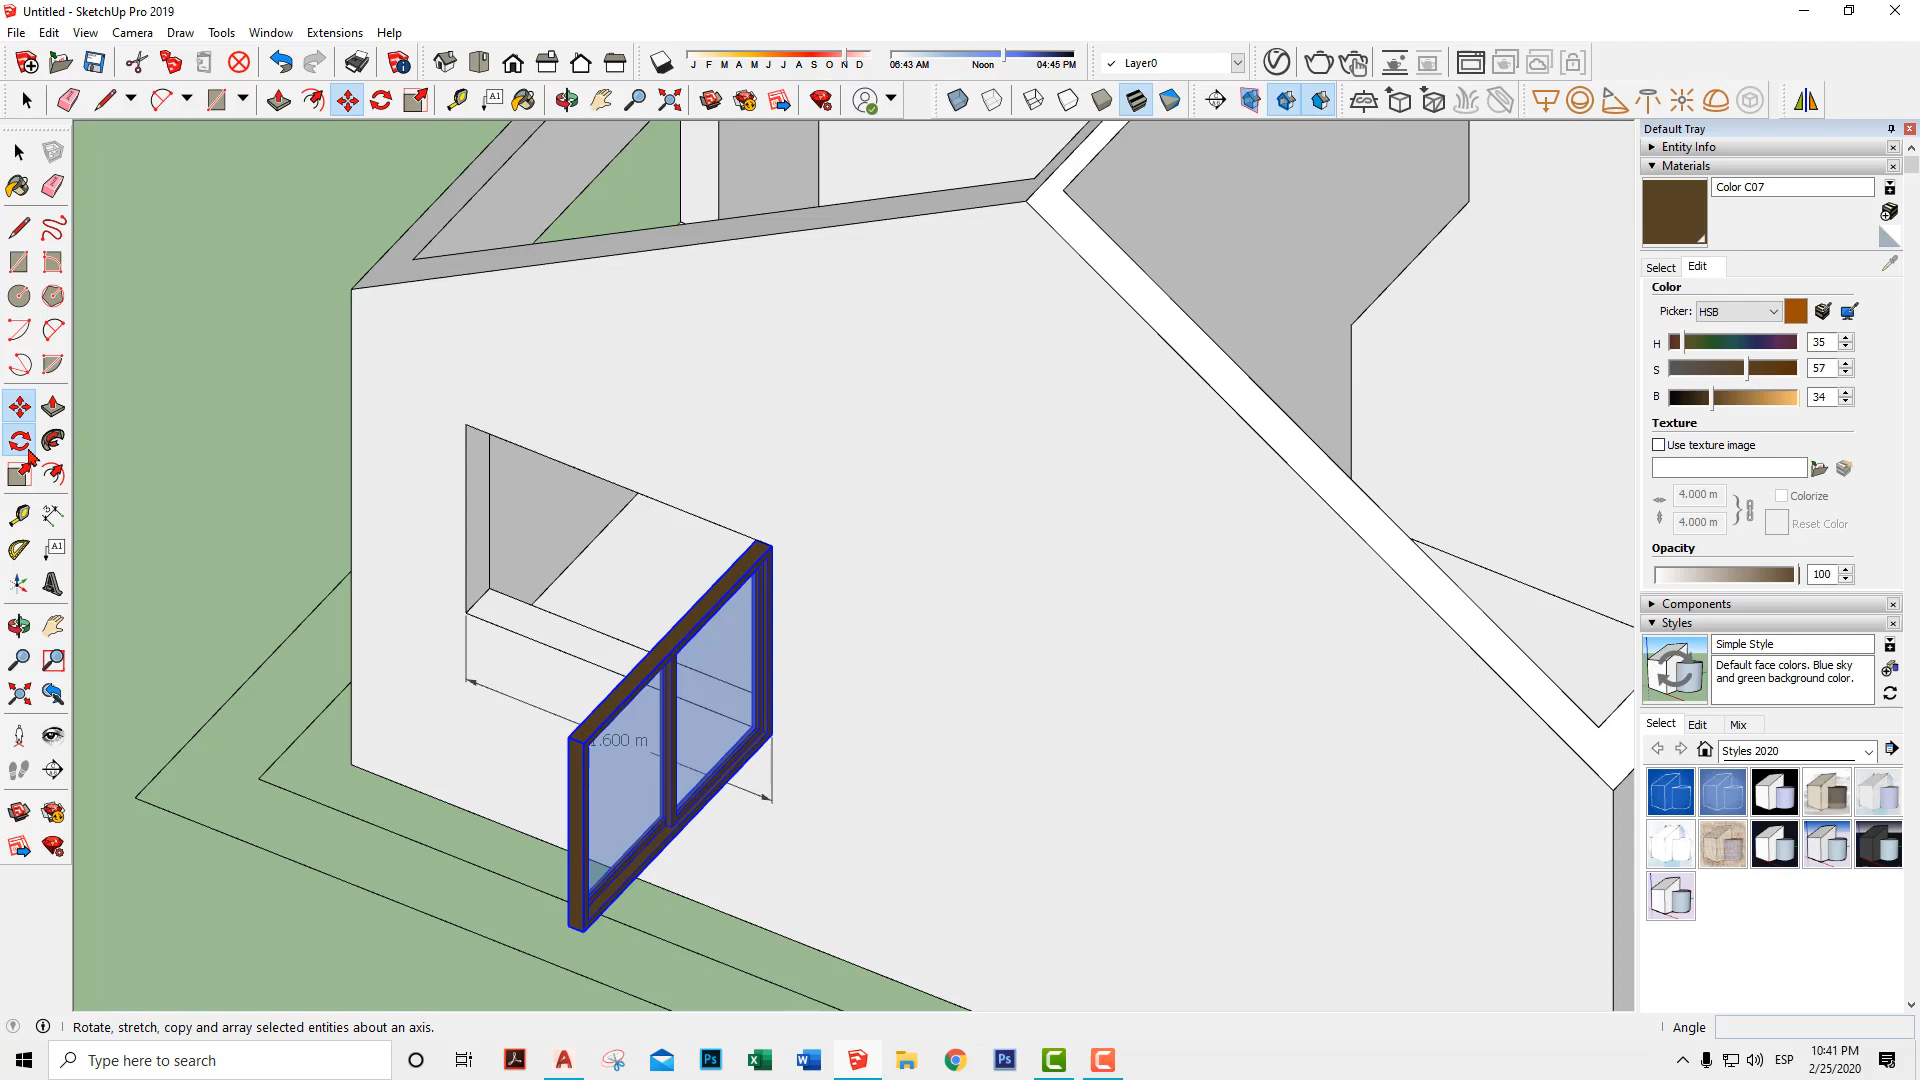 Untitled - SketchUp Pro 2019
File Edit View Camera Draw Tools Window Extensions Help
J F M A M J J A S O N D
06:43 AM Noon 04:45 PM
Layer0
A1
Default Tray
Entity Info
Materials
Color C07
Select Edit
Color
Picker: HSB
H 35
S 57
B 34
Texture
Use texture image
4.000 m Colorize
4.000 m Reset Color
Opacity
100
Components
Styles
Simple Style
Default face colors. Blue sky
and green background color.
Select Edit Mix
Styles 2020
A1
.600 m
Rotate, stretch, copy and array selected entities about an axis.
Angle
Type here to search
Ps
Ps
ESP
10:41 PM
2/25/2020